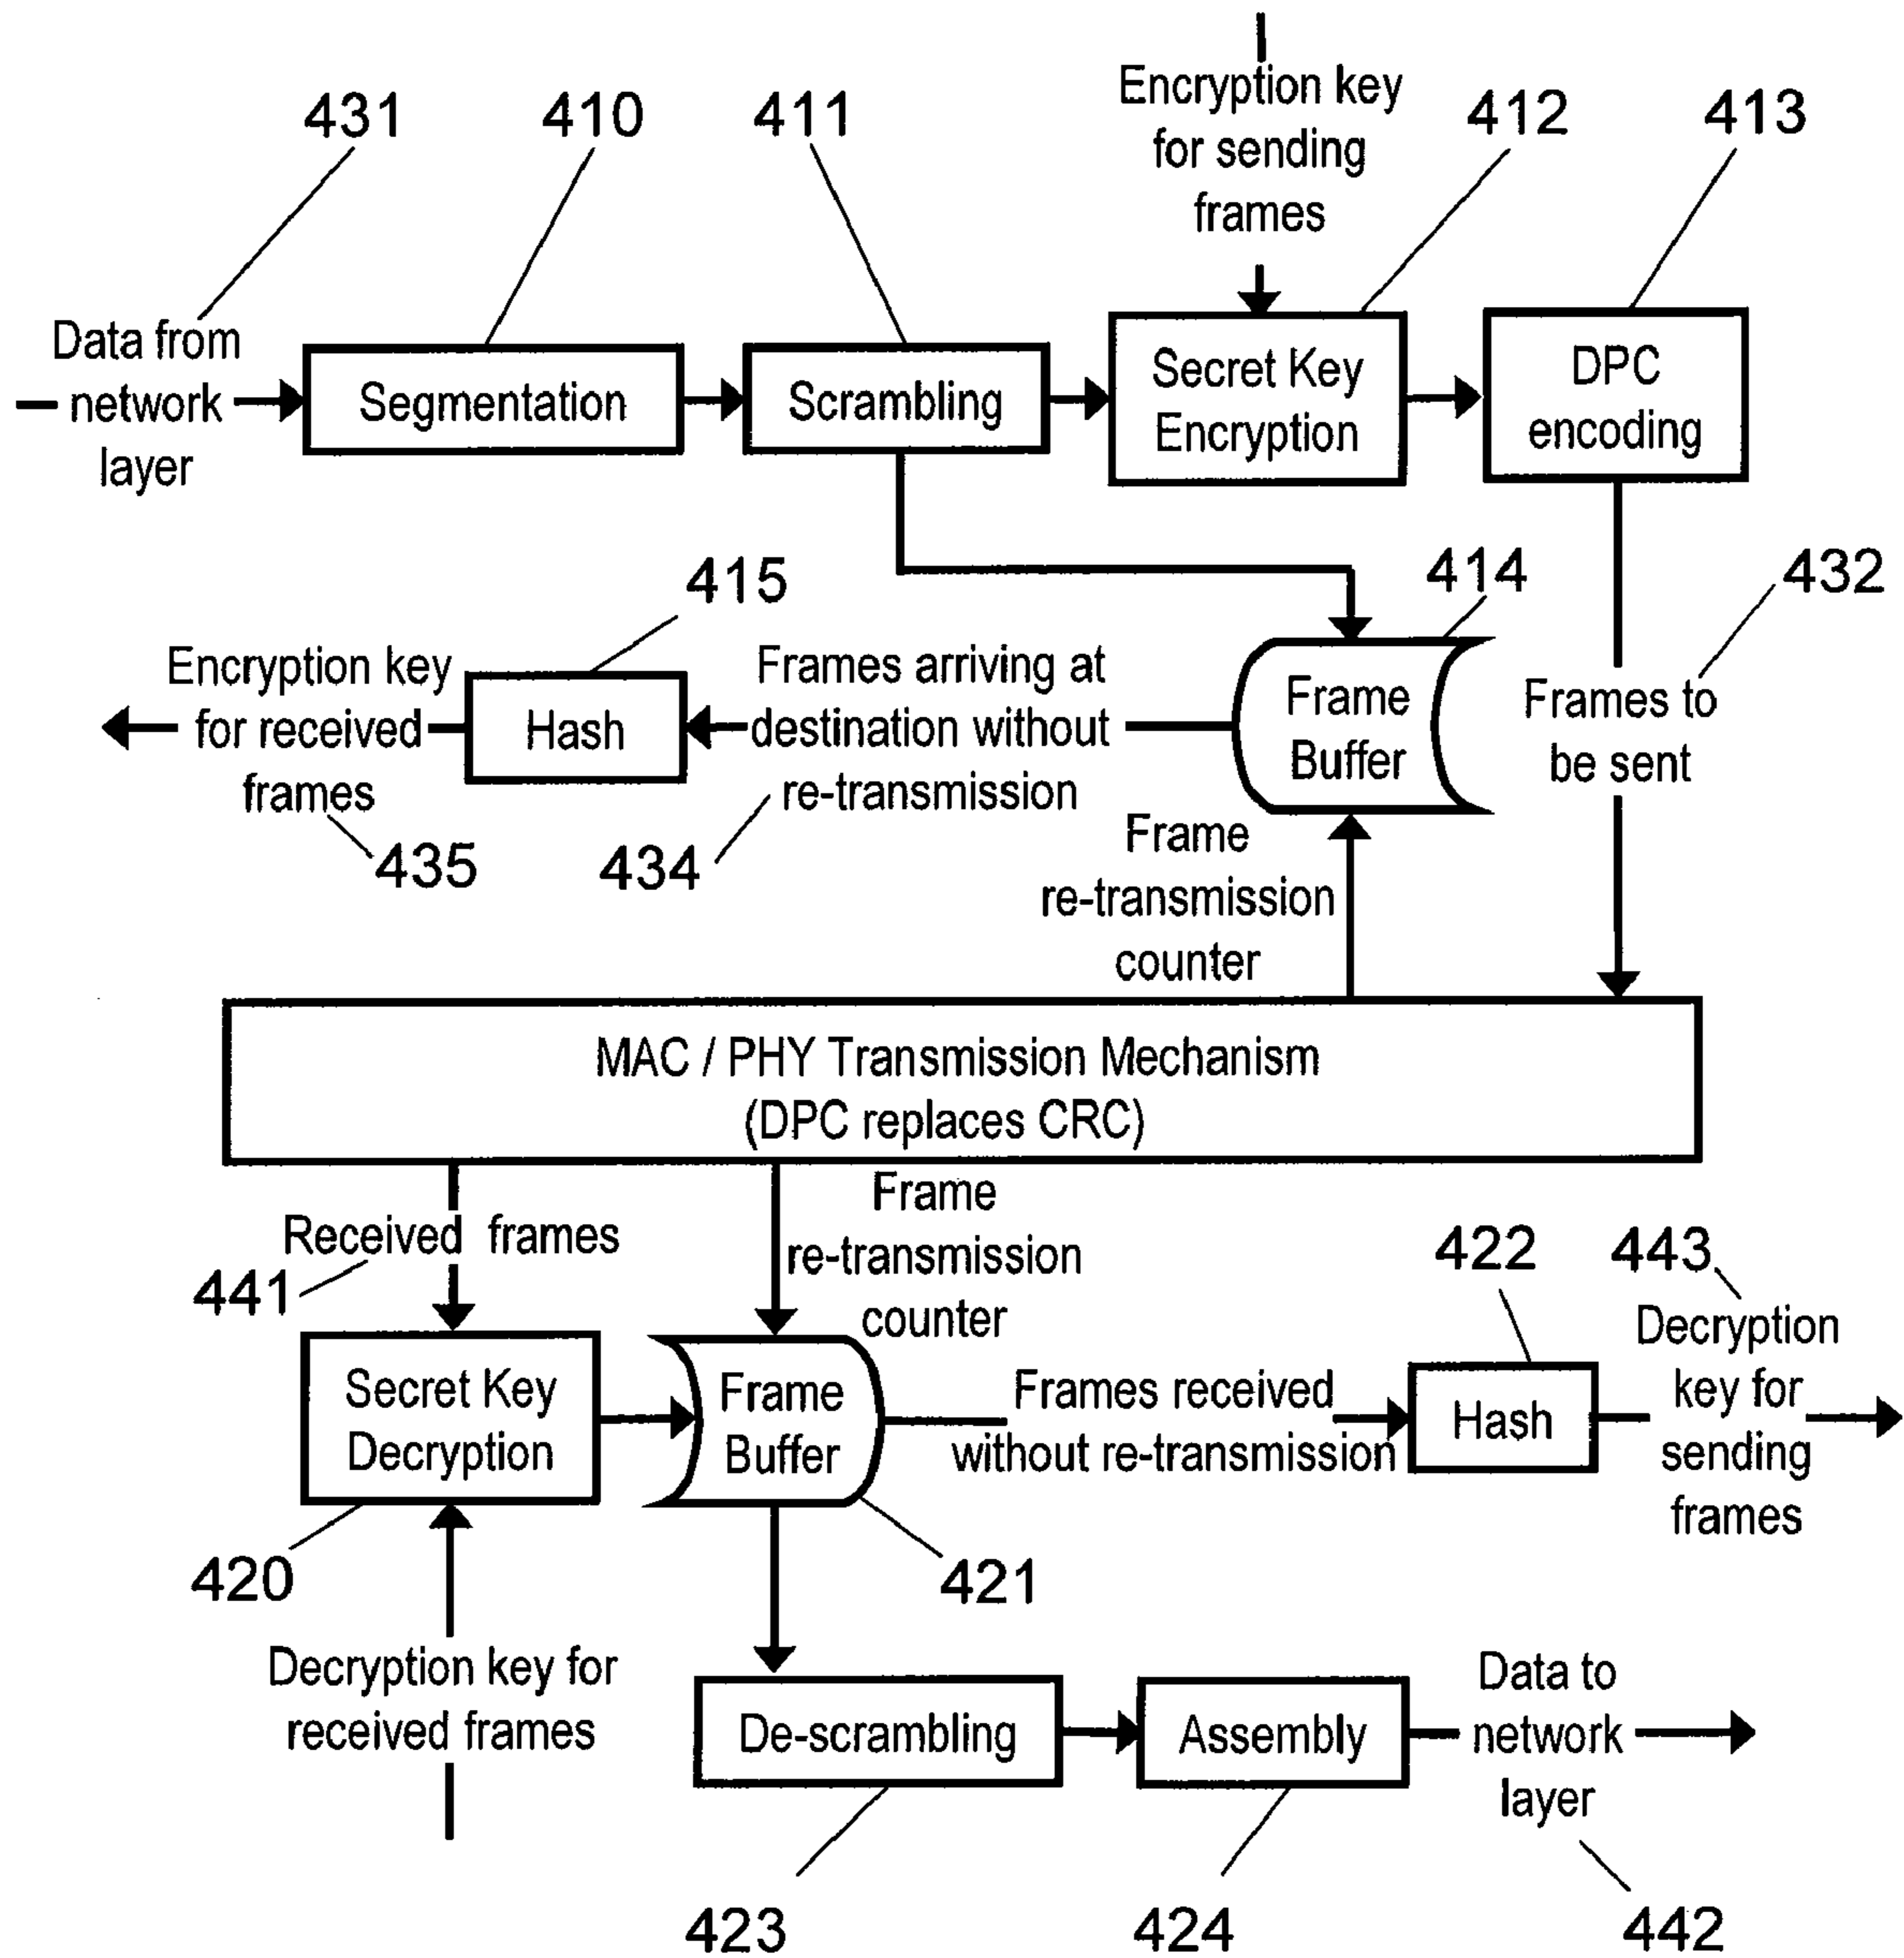 Encryption key
for sending
frames
431
410
411
412
413
Data from
network
layer
Segmentation
Scrambling
Secret Key
Encryption
DPC
encoding
415
414
432
Encryption key
for received
frames
Hash
Frames arriving at
destination without
re-transmission
Frame
Buffer
Frames to
be sent
435
434
Frame
re-transmission
counter
MAC / PHY Transmission Mechanism
(DPC replaces CRC)
Received frames
441
Frame
re-transmission
counter
422
443
Secret Key
Decryption
Frame
Buffer
Frames received
without re-transmission
Hash
Decryption
key for
sending
frames
420
421
Decryption key for
received frames
De-scrambling
Assembly
Data to
network
layer
423
424
442